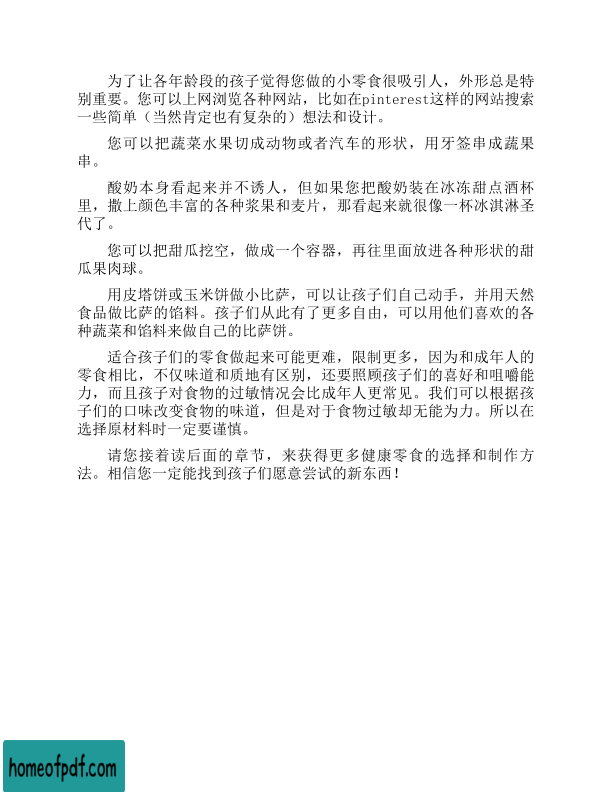 为了让各年龄段的孩子觉得您做的小零食很吸引人，外形总是特
别重要。您可以上网浏览各种网站，比如在pinterest这样的网站搜索
一些简单（当然肯定也有复杂的）想法和设计。
您可以把蔬菜水果切成动物或者汽车的形状，用牙签串成蔬果
串。
酸奶本身看起来并不诱人，但如果您把酸奶装在冰冻甜点酒杯
里，撒上颜色丰富的各种浆果和麦片，那看起来就很像一杯冰淇淋圣
代了。
您可以把甜瓜挖空，做成一个容器，再往里面放进各种形状的甜
瓜果肉球。
用皮塔饼或玉米饼做小比萨，可以让孩子们自己动手，并用天然
食品做比萨的馅料。孩子们从此有了更多自由，可以用他们喜欢的各
种蔬菜和馅料来做自己的比萨饼。
适合孩子们的零食做起来可能更难，限制更多，因为和成年人的
零食相比，不仅味道和质地有区别，还要照顾孩子们的喜好和咀嚼能
力，而且孩子对食物的过敏情况会比成年人更常见。我们可以根据孩
子们的口味改变食物的味道，但是对于食物过敏却无能为力。所以在
选择原材料时一定要谨慎。
请您接着读后面的章节，来获得更多健康零食的选择和制作方
法。相信您一定能找到孩子们愿意尝试的新东西！
homeofpdf.com